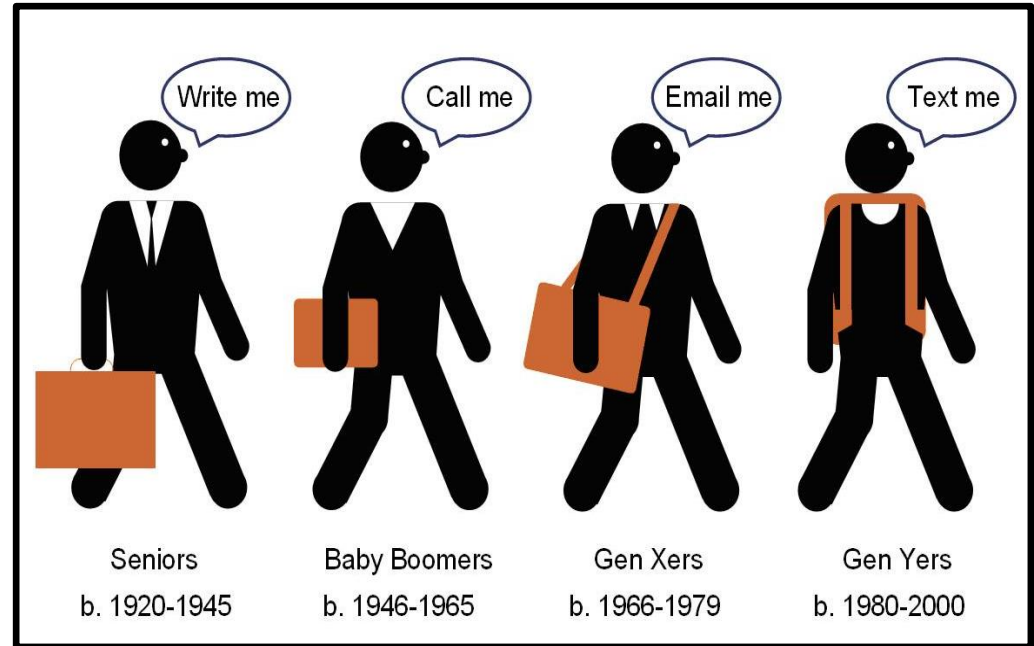 Write me
Call me
Email me
Text me
Seniors
b. 1920-1945
Baby Boomers
b. 1946-1965
Gen Xers
b. 1966-1979
Gen Yers
b. 1980-2000